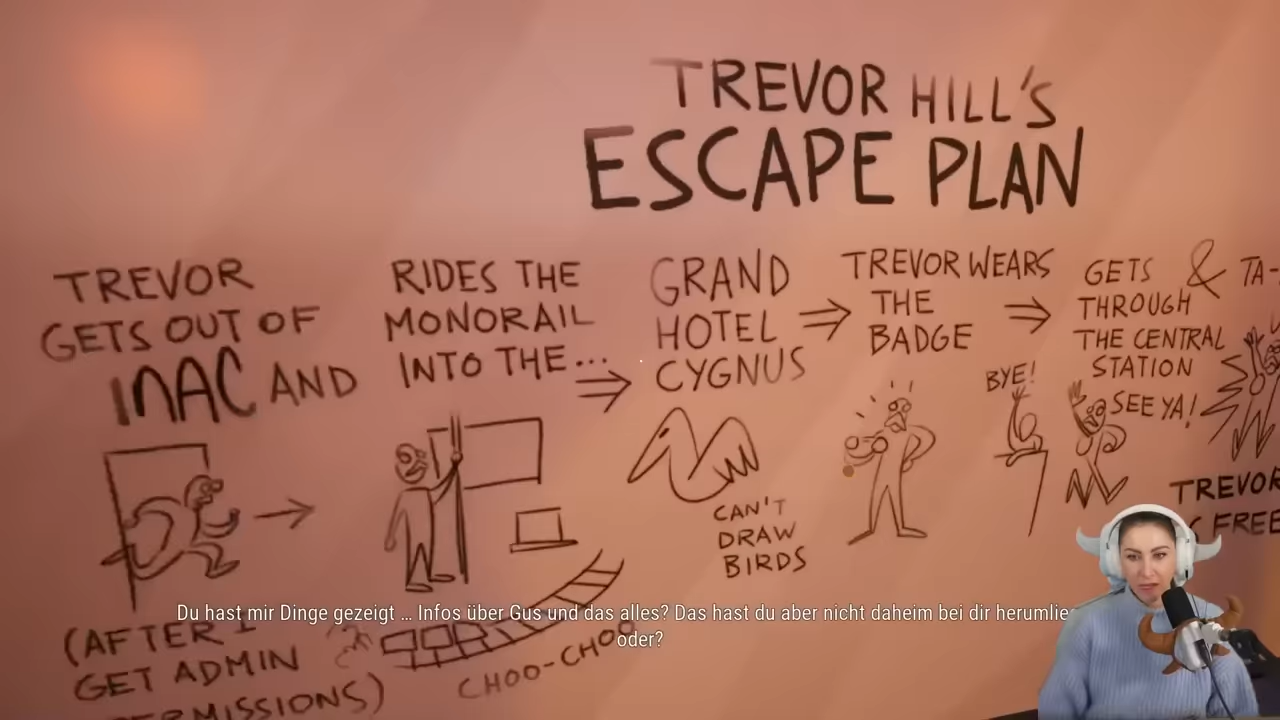 TREVOR HILL'S
ESCAPE PLAN
TREVOR
GETS OUT OF
INAC AND
(AFTER I
GET ADMIN
PERMISSIONS)
RIDES THE
MONORAIL
INTO THE...
CHOO-CHOO
GRAND
HOTEL
CYGNUS
CAN'T
DRAW
BIRDS
TREVOR WEARS
THE
BADGE
GETS
THROUGH
THE CENTRAL
STATION
BYE!
SEE YA!
& TA-
TREVOR
FREE
Du hast mir Dinge gezeigt ... Infos über Gus und das alles? Das hast du aber nicht daheim bei dir herumlie
oder?